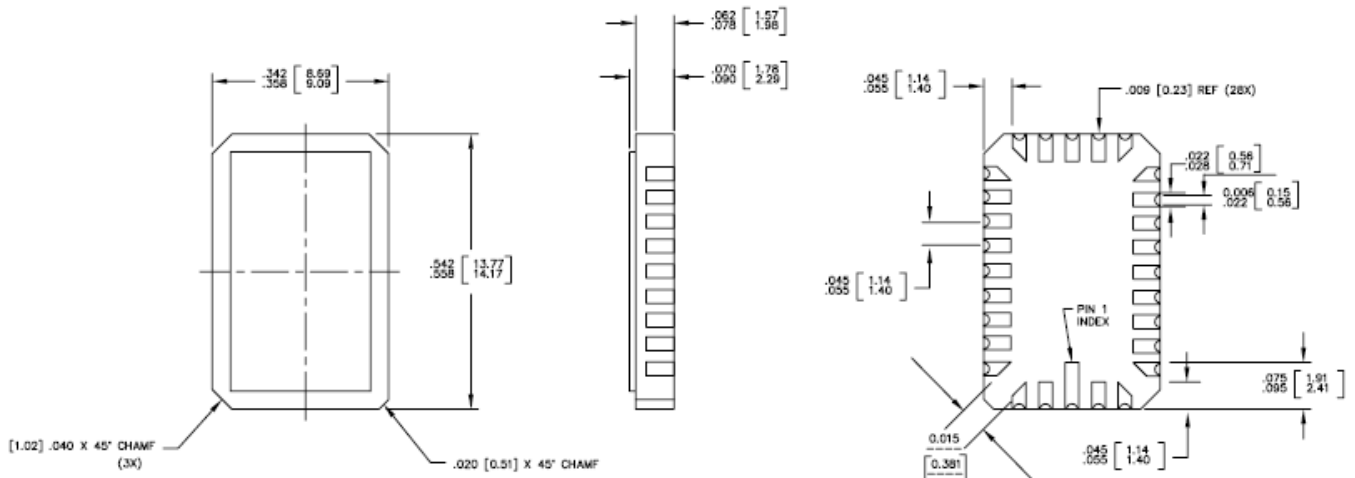 .062 [ 1.57
.078 [ 1.98 ]
.342 [ 8.69
.358 [ 9.09 ]
.070 [ 1.78
.090 [ 2.29 ]
.542 [ 13.77
.558 [ 14.17 ]
[1.02] .040 X 45° CHAMF
(3X)
.020 [0.51] X 45° CHAMF
.045 [ 1.14
.055 [ 1.40 ]
.009 [0.23] REF (28X)
.022 [ 0.56
.028 [ 0.71 ]
0.006 [ 0.15
.022 [ 0.56 ]
.045 [ 1.14
.055 [ 1.40 ]
PIN 1
INDEX
.075 [ 1.91
.095 [ 2.41 ]
0.015
[0.381]
.045 [ 1.14
.055 [ 1.40 ]